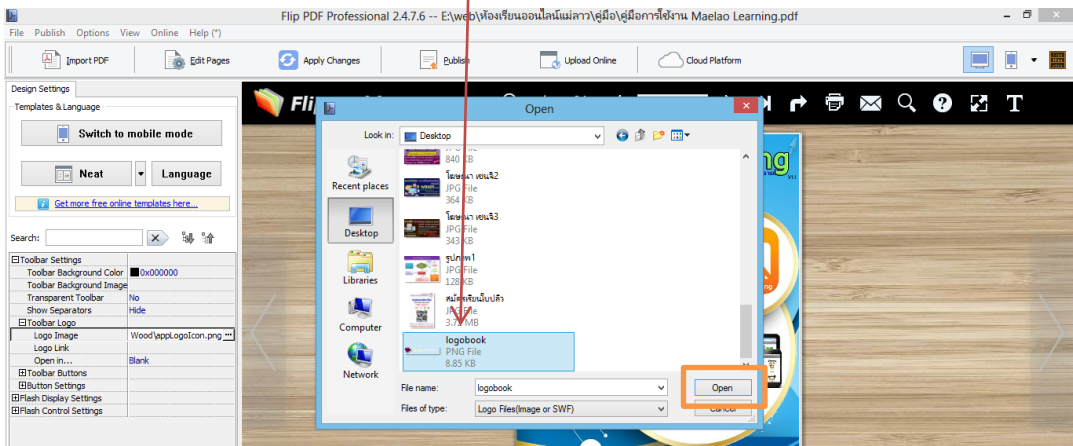 Flip PDF Professional 2.4.7.6 -- E:\web\ห้องเรียนออนไลน์แม่ลาว\คู่มือ\คู่มือการใช้งาน Maelao Learning.pdf
File Publish Options View Online Help (*)
Import PDF Edit Pages Apply Changes Publish Upload Online Cloud Platform
Design Settings
Templates & Language
Switch to mobile mode
Neat Language
Get more free online templates here...
Search:
Toolbar Settings
Toolbar Background Color 0x000000
Toolbar Background Image
Transparent Toolbar No
Show Separators Hide
Toolbar Logo
Logo Image Wood\appLogoIcon.png ...
Logo Link
Open in... Blank
Toolbar Buttons
Button Settings
Flash Display Settings
Flash Control Settings
Open
Look in: Desktop
Recent places
Desktop
Libraries
Computer
Network
840 KB
โฆษณา เซนจิ2
JPG File
364 KB
โฆษณา เซนจิ3
JPG File
343 KB
รูปภาพ1
JPG File
128 KB
สมัครเรียนใบปลิว
JPG File
3.72 MB
logobook
PNG File
8.85 KB
File name: logobook Open
Files of type: Logo Files(Image or SWF) Cancel
T
ng